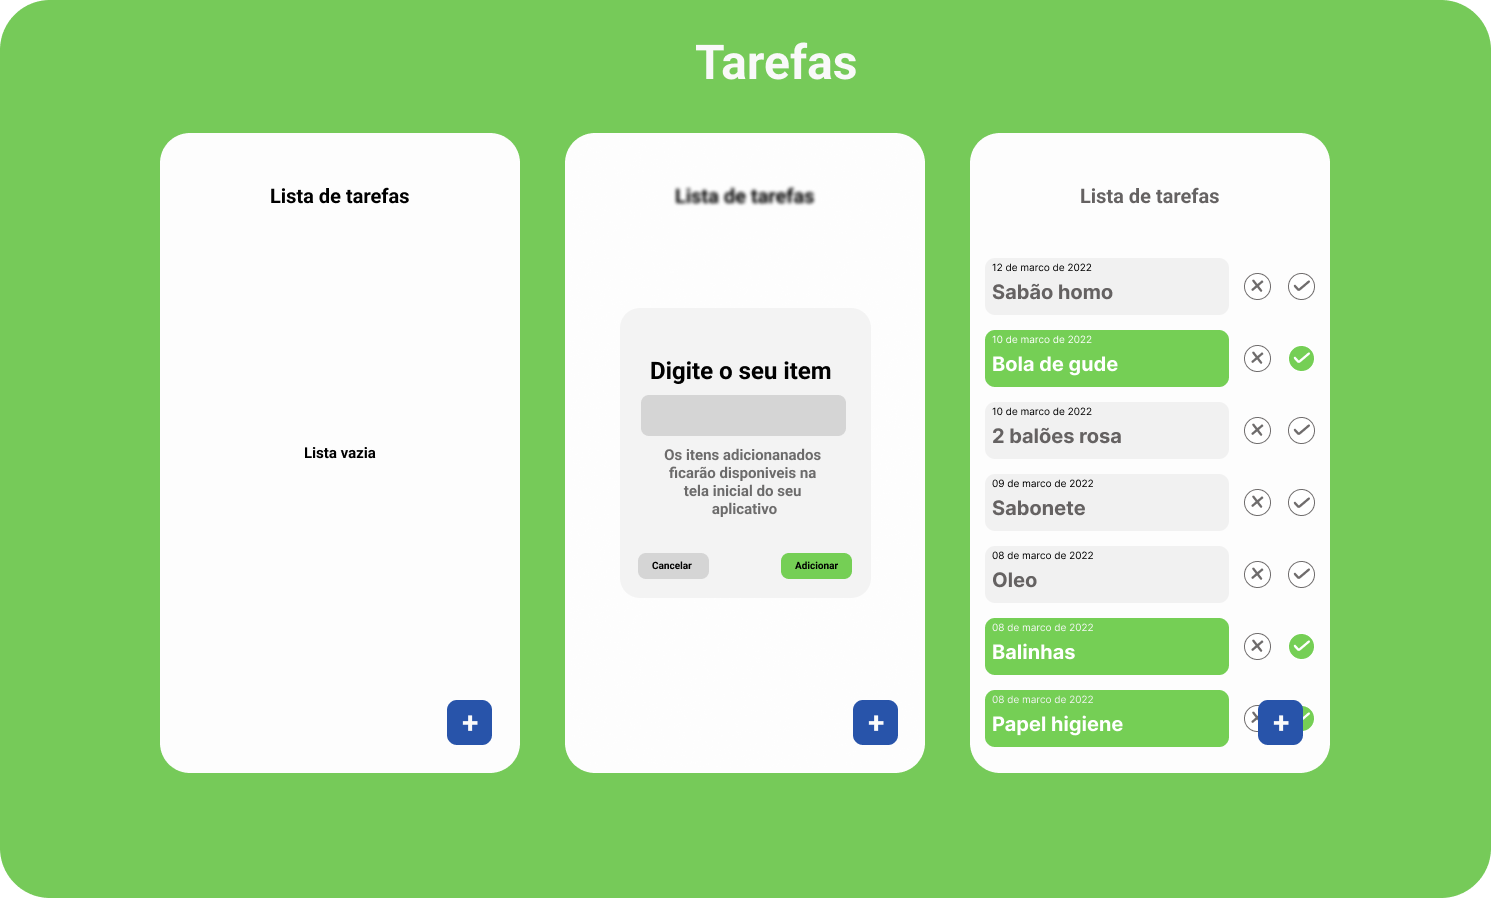 Tarefas
Lista de tarefas
Lista vazia
+
Lista de tarefas
Digite o seu item
Os itens adicionanados
ficarão disponiveis na
tela inicial do seu
aplicativo
Cancelar
Adicionar
+
Lista de tarefas
12 de marco de 2022
Sabão homo
10 de marco de 2022
Bola de gude
10 de marco de 2022
2 balões rosa
09 de marco de 2022
Sabonete
08 de marco de 2022
Oleo
08 de marco de 2022
Balinhas
08 de marco de 2022
Papel higiene
+